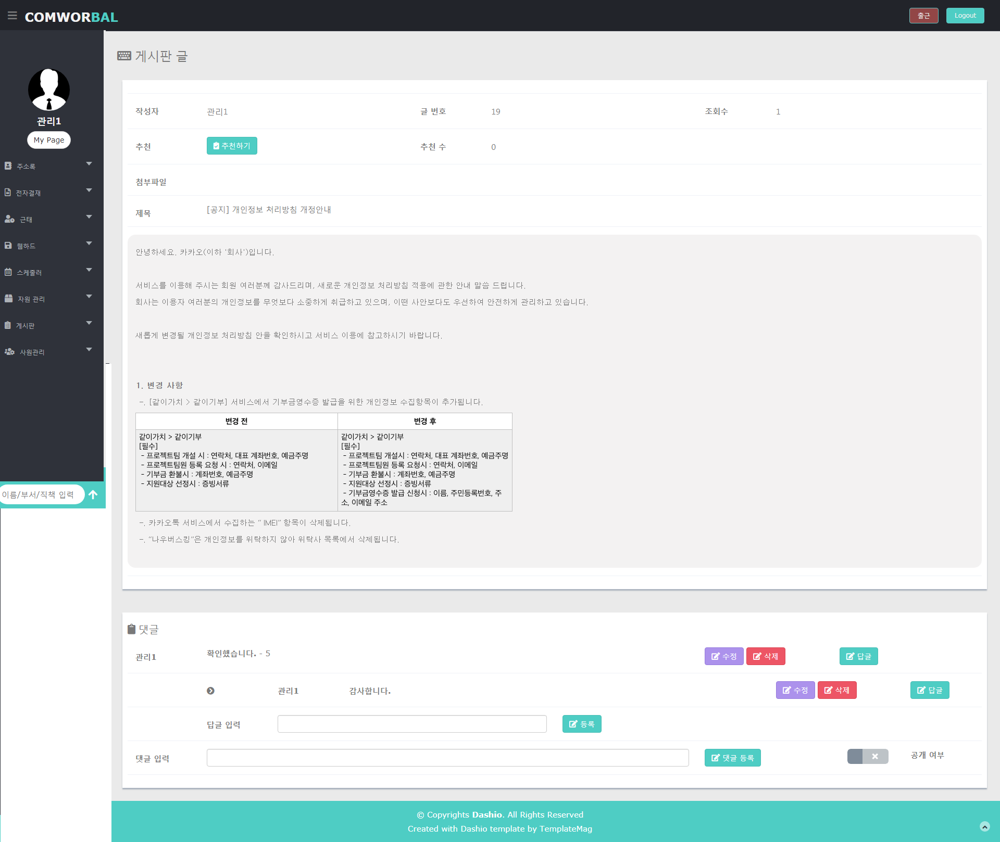 COMWORBAL
출근
Logout
관리1
My Page
주소록
전자결재
근태
웹하드
스케줄러
자원 관리
게시판
사원관리
이름/부서/직책 입력
게시판 글
작성자 관리1 글 번호 19 조회수 1
추천 추천하기 추천 수 0
첨부파일
제목 [공지] 개인정보 처리방침 개정안내
안녕하세요. 카카오(이하 '회사')입니다.
서비스를 이용해 주시는 회원 여러분께 감사드리며, 새로운 개인정보 처리방침 적용에 관한 안내 말씀 드립니다.
회사는 이용자 여러분의 개인정보를 무엇보다 소중하게 취급하고 있으며, 이떤 사안보다도 우선하여 안전하게 관리하고 있습니다.
새롭게 변경될 개인정보 처리방침 안을 확인하시고 서비스 이용에 참고하시기 바랍니다.
1. 변경 사항
-. [같이가치 > 같이기부] 서비스에서 기부금영수증 발급을 위한 개인정보 수집항목이 추가됩니다.
변경 전
같이가치 > 같이기부
[필수]
- 프로젝트팀 개설 시 : 연락처, 대표 계좌번호, 예금주명
- 프로젝트팀원 등록 요청 시 : 연락처, 이메일
- 기부금 환불시 : 계좌번호, 예금주명
- 지원대상 선정시 : 증빙서류
변경 후
같이가치 > 같이기부
[필수]
- 프로젝트팀 개설시 : 연락처, 대표 계좌번호, 예금주명
- 프로젝트팀원 등록 요청시 : 연락처, 이메일
- 기부금 환불시 : 계좌번호, 예금주명
- 지원대상 선정시 : 증빙서류
- 기부금영수증 발급 신청시 : 이름, 주민등록번호, 주
소, 이메일 주소
-. 카카오톡 서비스에서 수집하는 “ IMEI” 항목이 삭제됩니다.
-. “나우버스킹”은 개인정보를 위탁하지 않아 위탁사 목록에서 삭제됩니다.
댓글
관리1 확인했습니다. - 5 수정 삭제 답글
관리1 감사합니다. 수정 삭제 답글
답글 입력 등록
댓글 입력 댓글 등록 공개 여부
© Copyrights Dashio. All Rights Reserved
Created with Dashio template by TemplateMag